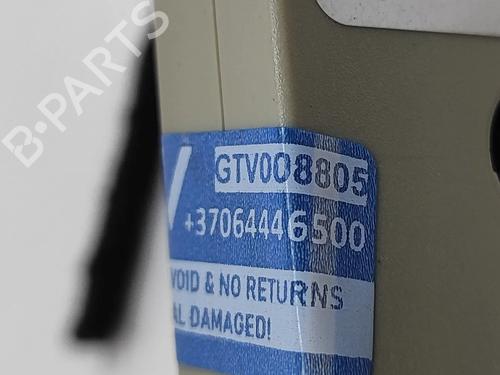 B-PARTS
GTV008805
+37064446500
VOID & NO RETURNS
AL DAMAGED!